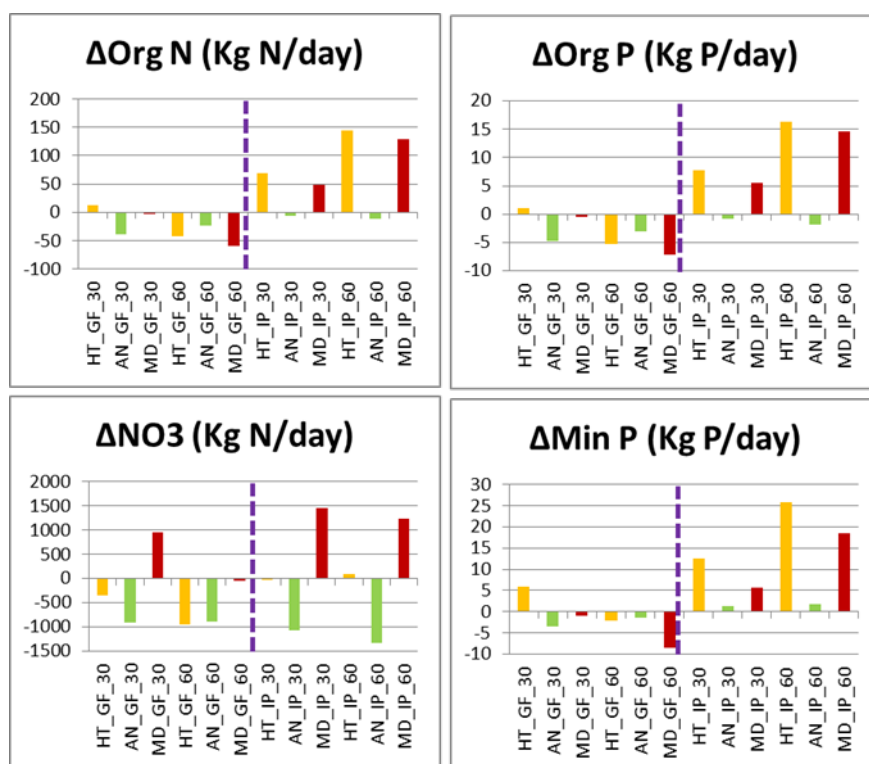 ΔOrg N (Kg N/day)
200
150
100
50
0
-50
-100
HT_GF_30
AN_GF_30
MD_GF_30
HT_GF_60
AN_GF_60
MD_GF_60
HT_IP_30
AN_IP_30
MD_IP_30
HT_IP_60
AN_IP_60
MD_IP_60
ΔOrg P (Kg P/day)
20
15
10
5
0
-5
-10
HT_GF_30
AN_GF_30
MD_GF_30
HT_GF_60
AN_GF_60
MD_GF_60
HT_IP_30
AN_IP_30
MD_IP_30
HT_IP_60
AN_IP_60
MD_IP_60
ΔNO3 (Kg N/day)
2000
1500
1000
500
0
-500
-1000
-1500
HT_GF_30
AN_GF_30
MD_GF_30
HT_GF_60
AN_GF_60
MD_GF_60
HT_IP_30
AN_IP_30
MD_IP_30
HT_IP_60
AN_IP_60
MD_IP_60
ΔMin P (Kg P/day)
30
25
20
15
10
5
0
-5
-10
HT_GF_30
AN_GF_30
MD_GF_30
HT_GF_60
AN_GF_60
MD_GF_60
HT_IP_30
AN_IP_30
MD_IP_30
HT_IP_60
AN_IP_60
MD_IP_60